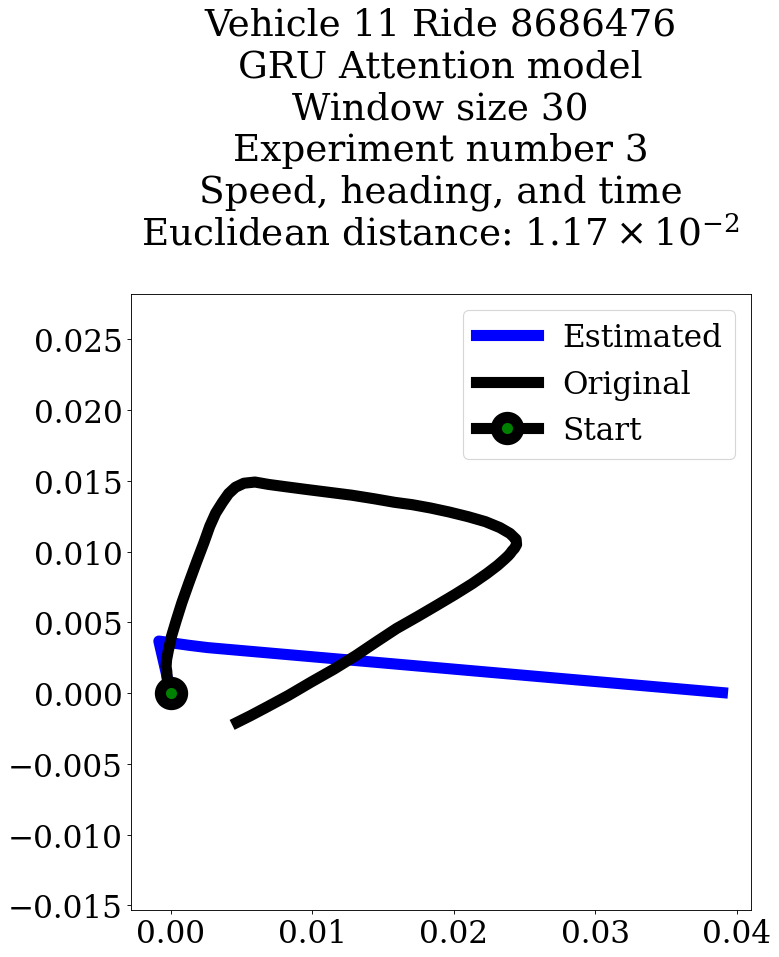 Vehicle 11 Ride 8686476
GRU Attention model
Window size 30
Experiment number 3
Speed, heading, and time
Euclidean distance: 1.17 × 10⁻²
Estimated
Original
Start
0.025
0.020
0.015
0.010
0.005
0.000
−0.005
−0.010
−0.015
0.00 0.01 0.02 0.03 0.04